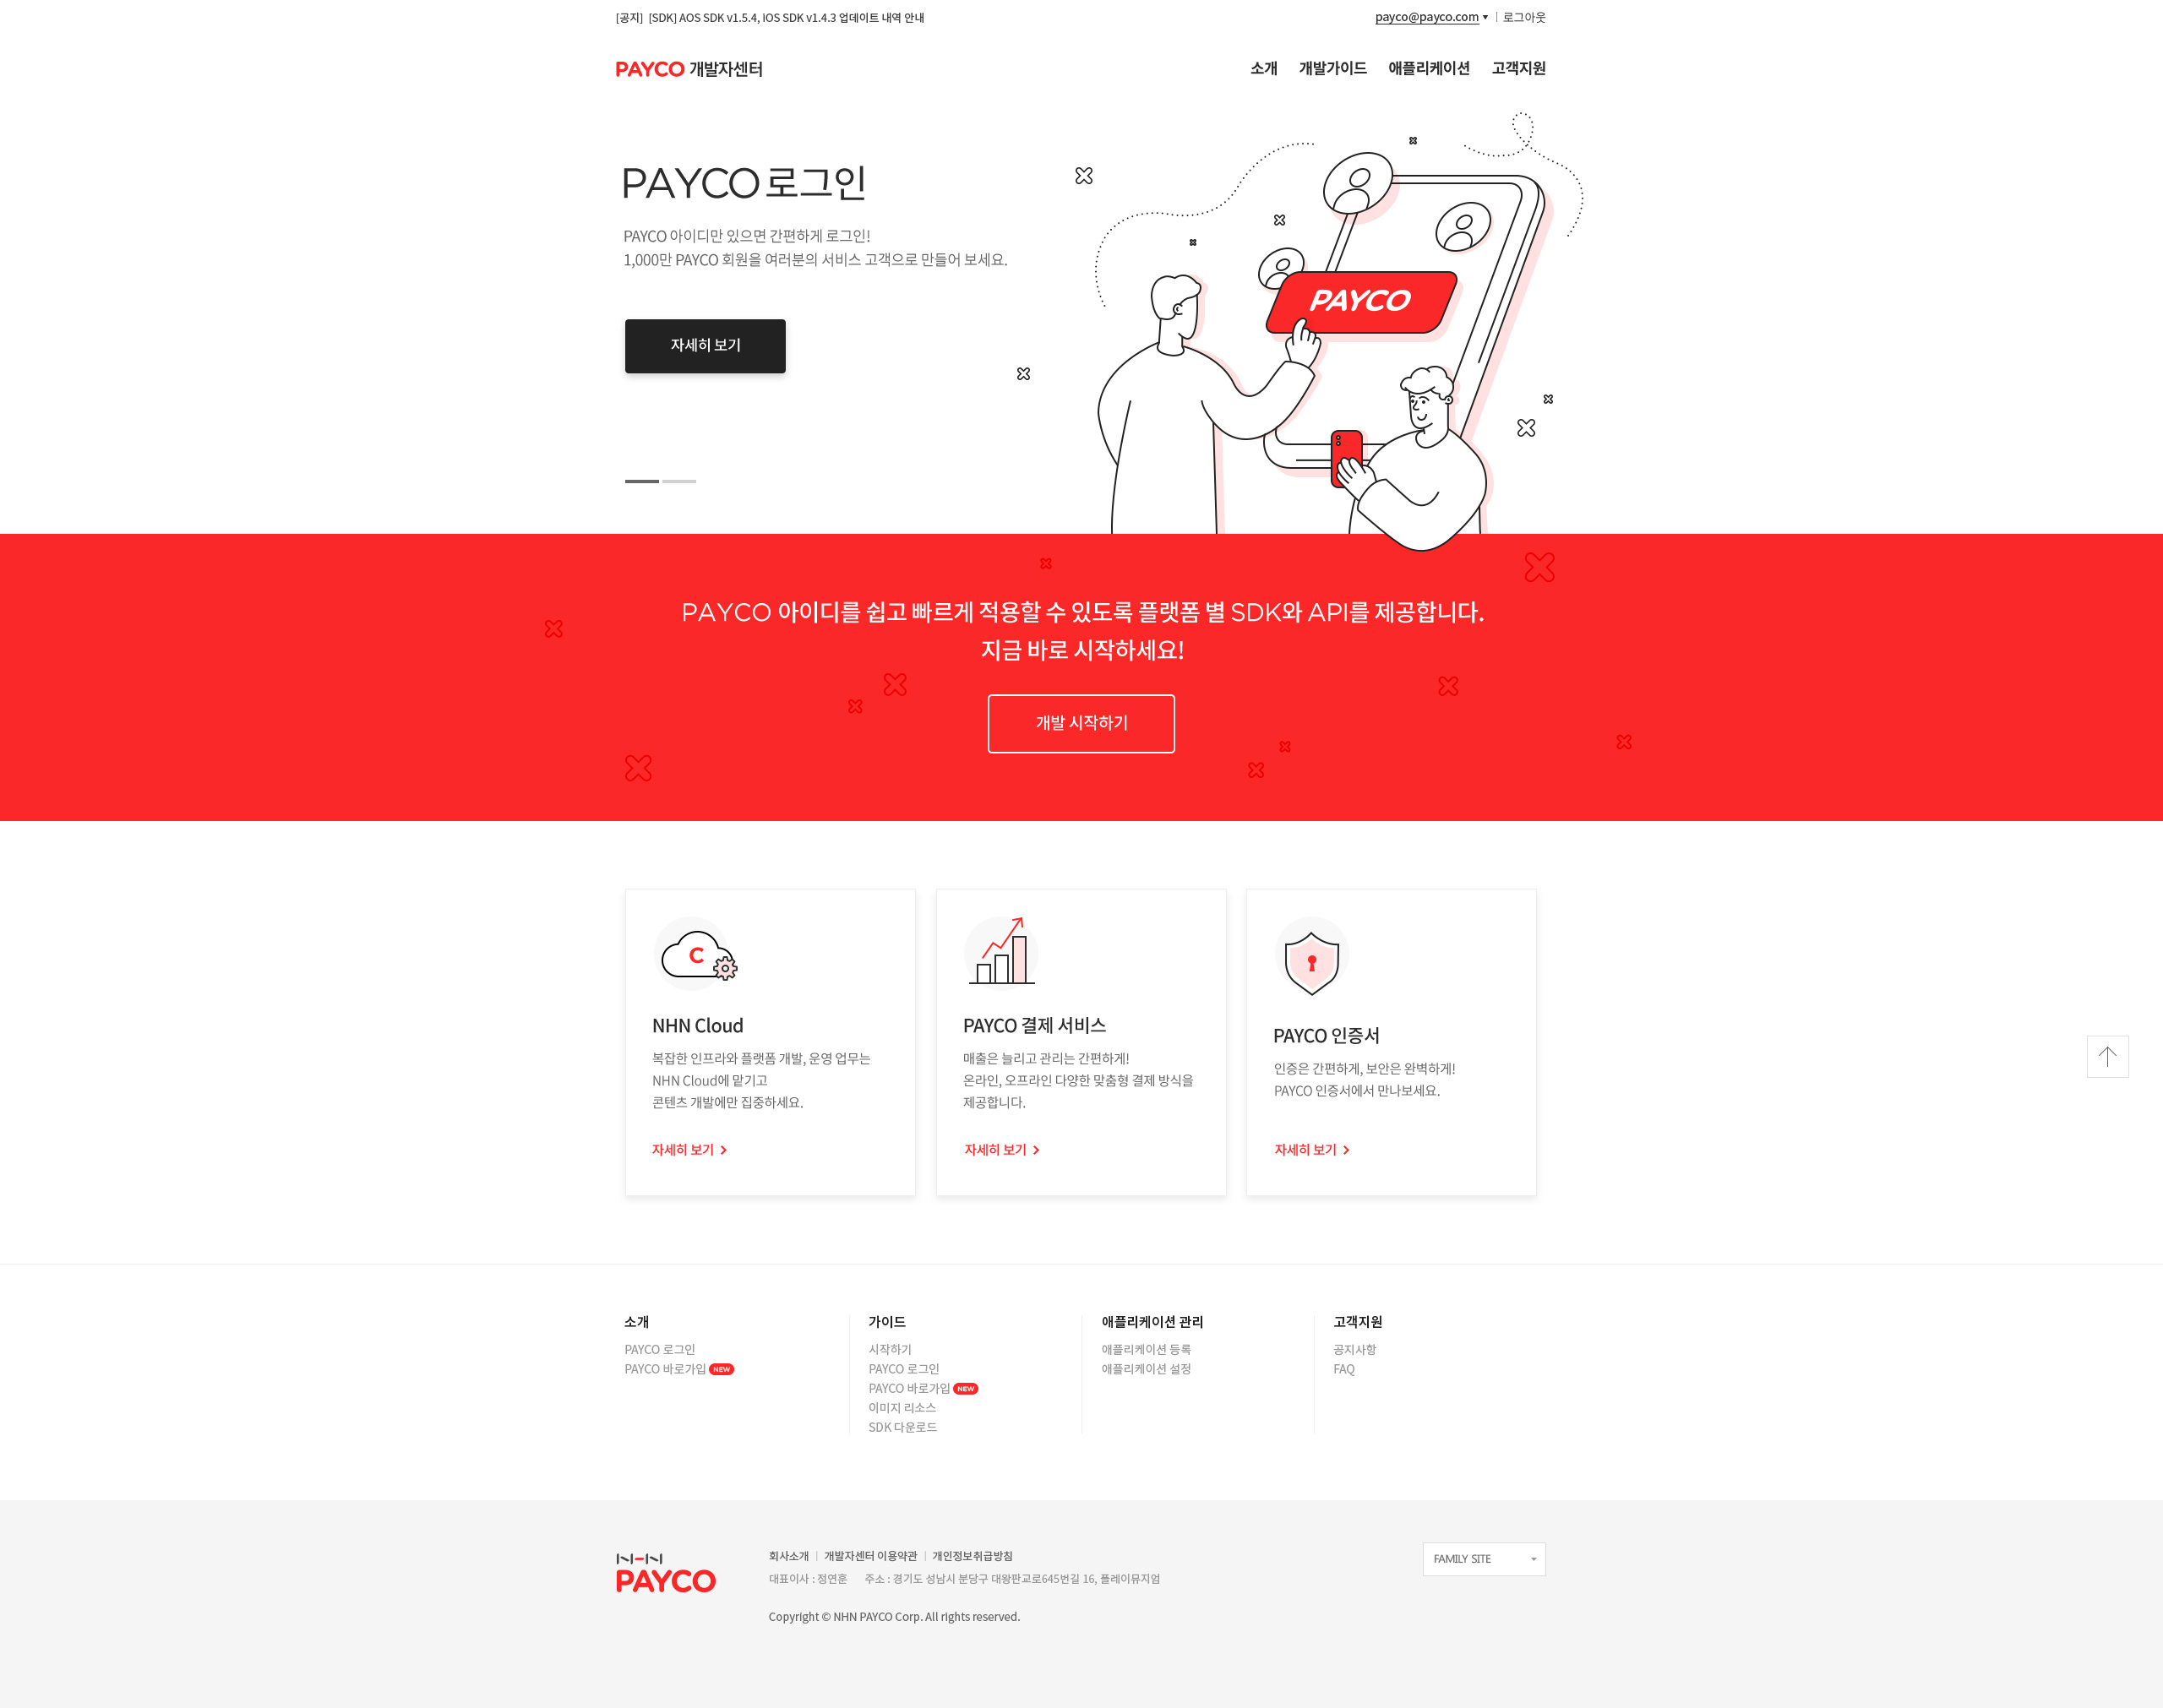 [공지] [SDK] AOS SDK v1.5.4, iOS SDK v1.4.3 업데이트 내역 안내
payco@payco.com
로그아웃
PAYCO 개발자센터
소개 개발가이드 애플리케이션 고객지원
PAYCO 로그인
PAYCO 아이디만 있으면 간편하게 로그인!
1,000만 PAYCO 회원을 여러분의 서비스 고객으로 만들어 보세요.
자세히 보기
PAYCO
PAYCO 아이디를 쉽고 빠르게 적용할 수 있도록 플랫폼 별 SDK와 API를 제공합니다.
지금 바로 시작하세요!
개발 시작하기
C
NHN Cloud
복잡한 인프라와 플랫폼 개발, 운영 업무는
NHN Cloud에 맡기고
콘텐츠 개발에만 집중하세요.
자세히 보기
PAYCO 결제 서비스
매출은 늘리고 관리는 간편하게!
온라인, 오프라인 다양한 맞춤형 결제 방식을
제공합니다.
자세히 보기
PAYCO 인증서
인증은 간편하게, 보안은 완벽하게!
PAYCO 인증서에서 만나보세요.
자세히 보기
소개
PAYCO 로그인
PAYCO 바로가입 NEW
가이드
시작하기
PAYCO 로그인
PAYCO 바로가입 NEW
이미지 리소스
SDK 다운로드
애플리케이션 관리
애플리케이션 등록
애플리케이션 설정
고객지원
공지사항
FAQ
NHN PAYCO
회사소개 개발자센터 이용약관 개인정보취급방침
대표이사 : 정연훈 주소 : 경기도 성남시 분당구 대왕판교로645번길 16, 플레이뮤지엄
Copyright © NHN PAYCO Corp. All rights reserved.
FAMILY SITE